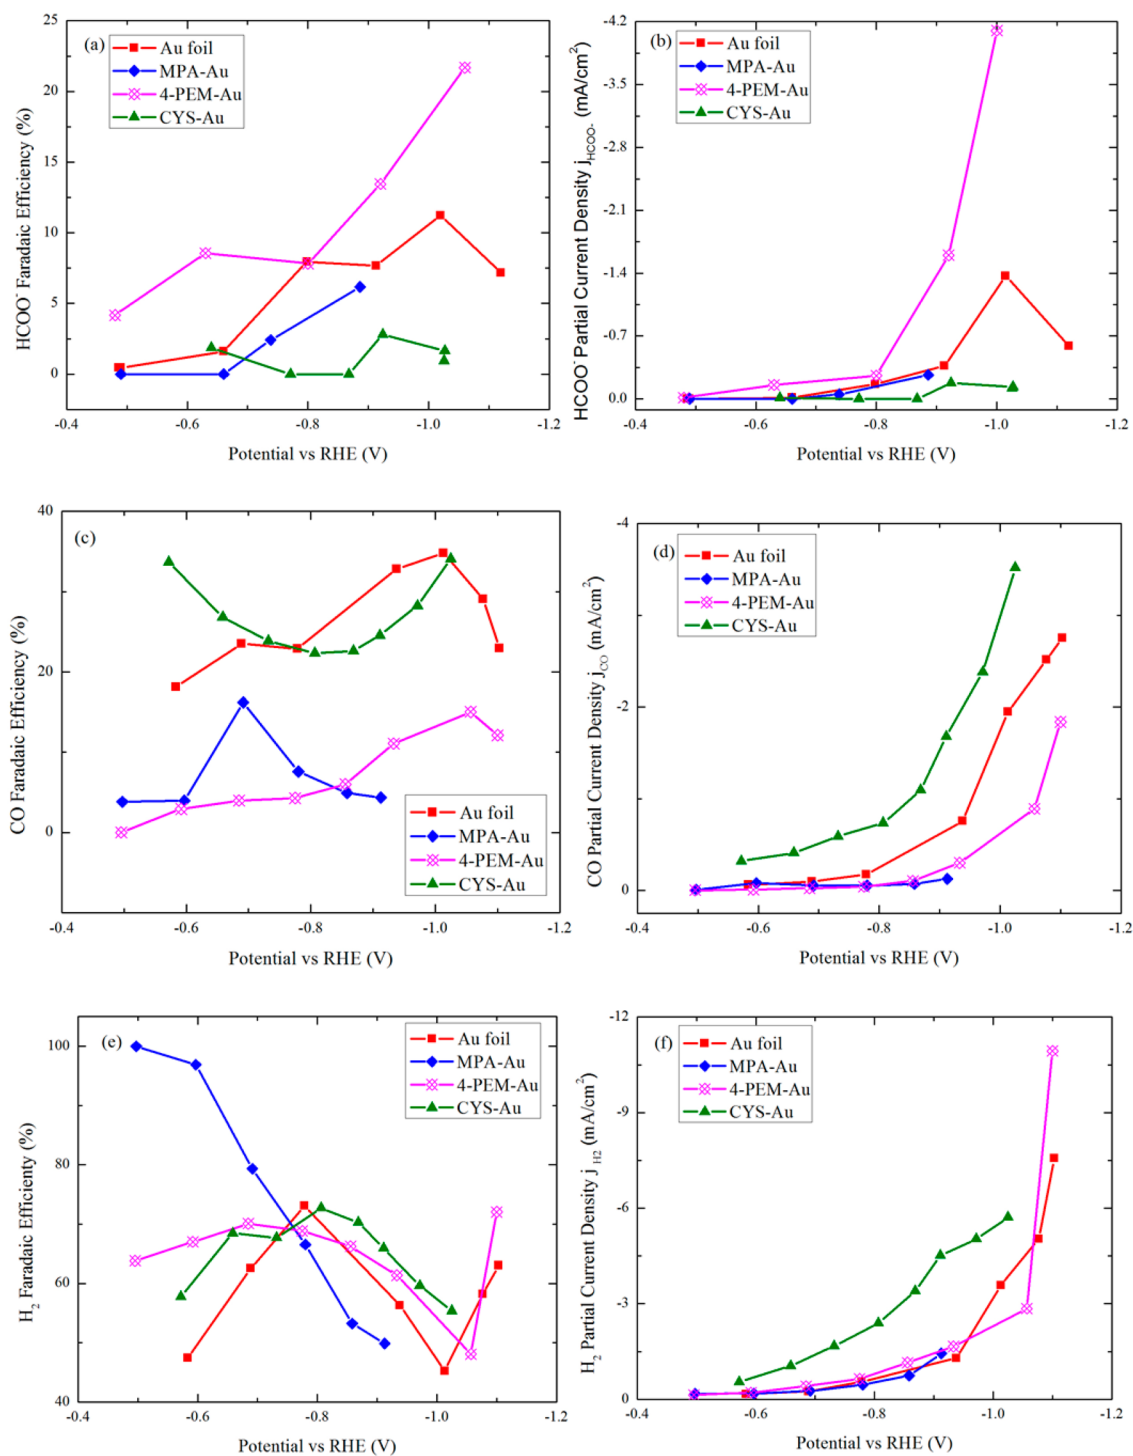 25
20
15
10
5
0
HCOO⁻ Faradaic Efficiency (%)
(a)
Au foil
MPA-Au
4-PEM-Au
CYS-Au
-0.4 -0.6 -0.8 -1.0 -1.2
Potential vs RHE (V)
-4.2
-3.5
-2.8
-2.1
-1.4
-0.7
0.0
HCOO⁻ Partial Current Density j HCOO- (mA/cm²)
(b)
Au foil
MPA-Au
4-PEM-Au
CYS-Au
-0.4 -0.6 -0.8 -1.0 -1.2
Potential vs RHE (V)
40
20
0
CO Faradaic Efficiency (%)
(c)
Au foil
MPA-Au
4-PEM-Au
CYS-Au
-0.4 -0.6 -0.8 -1.0 -1.2
Potential vs RHE (V)
-4
-2
0
CO Partial Current Density j CO (mA/cm²)
(d)
Au foil
MPA-Au
4-PEM-Au
CYS-Au
-0.4 -0.6 -0.8 -1.0 -1.2
Potential vs RHE (V)
100
80
60
40
H₂ Faradaic Efficienty (%)
(e)
Au foil
MPA-Au
4-PEM-Au
CYS-Au
-0.4 -0.6 -0.8 -1.0 -1.2
Potential vs RHE (V)
-12
-9
-6
-3
0
H₂ Partial Current Density j H2 (mA/cm²)
(f)
Au foil
MPA-Au
4-PEM-Au
CYS-Au
-0.4 -0.6 -0.8 -1.0 -1.2
Potential vs RHE (V)